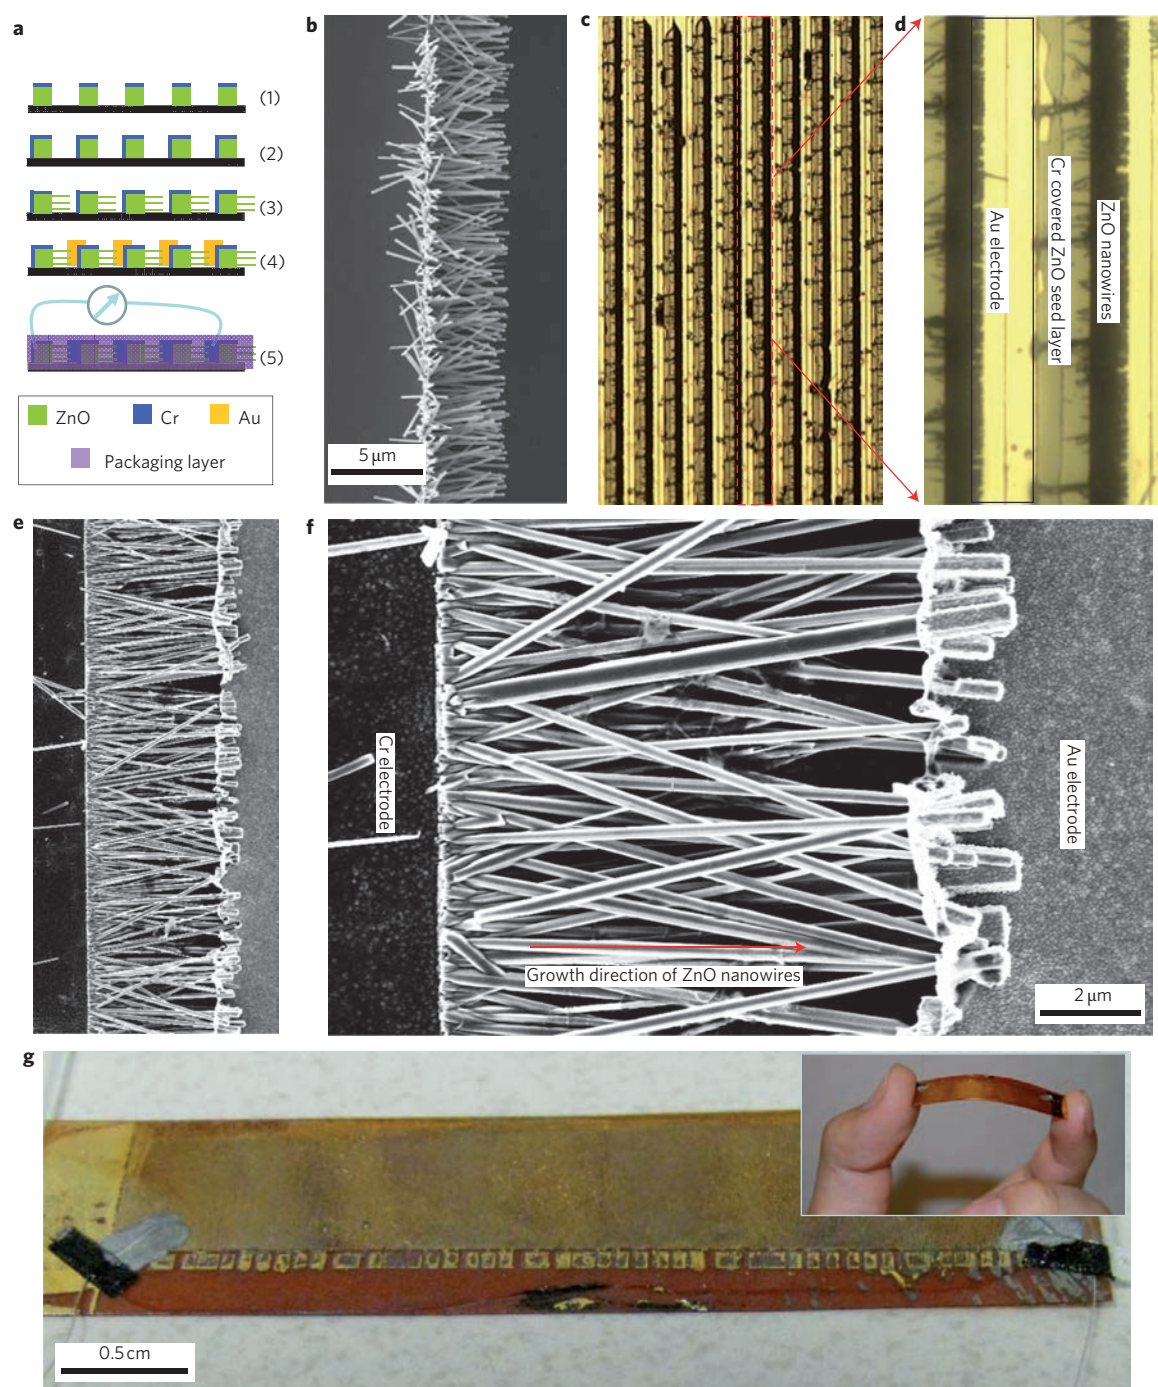 a
(1)
(2)
(3)
(4)
(5)
ZnO
Cr
Au
Packaging layer
b
5 µm
c
d
Au electrode
Cr covered ZnO seed layer
ZnO nanowires
e
f
Cr electrode
Au electrode
Growth direction of ZnO nanowires
2 µm
g
0.5 cm